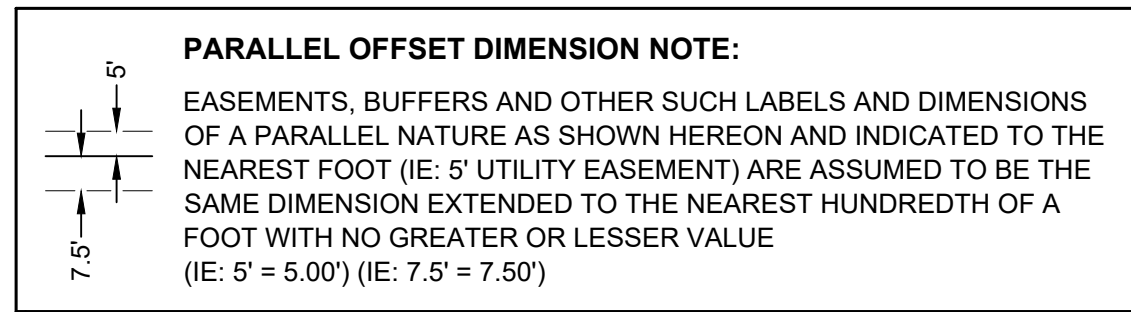 5'
7.5'
PARALLEL OFFSET DIMENSION NOTE:
EASEMENTS, BUFFERS AND OTHER SUCH LABELS AND DIMENSIONS
OF A PARALLEL NATURE AS SHOWN HEREON AND INDICATED TO THE
NEAREST FOOT (IE: 5' UTILITY EASEMENT) ARE ASSUMED TO BE THE
SAME DIMENSION EXTENDED TO THE NEAREST HUNDREDTH OF A
FOOT WITH NO GREATER OR LESSER VALUE
(IE: 5' = 5.00') (IE: 7.5' = 7.50')